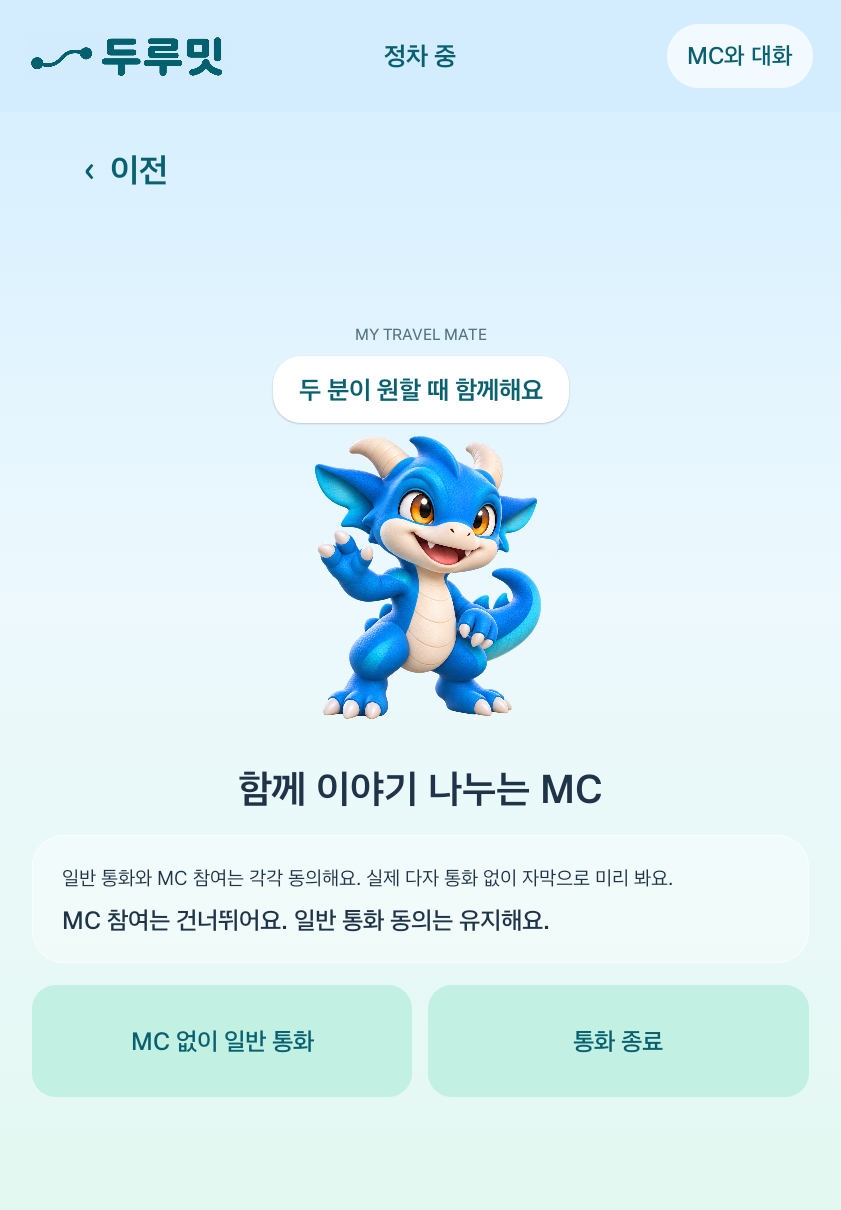 두루밋
정차 중
MC와 대화
‹ 이전
MY TRAVEL MATE
두 분이 원할 때 함께해요
함께 이야기 나누는 MC
일반 통화와 MC 참여는 각각 동의해요. 실제 다자 통화 없이 자막으로 미리 봐요.
MC 참여는 건너뛰어요. 일반 통화 동의는 유지해요.
MC 없이 일반 통화
통화 종료